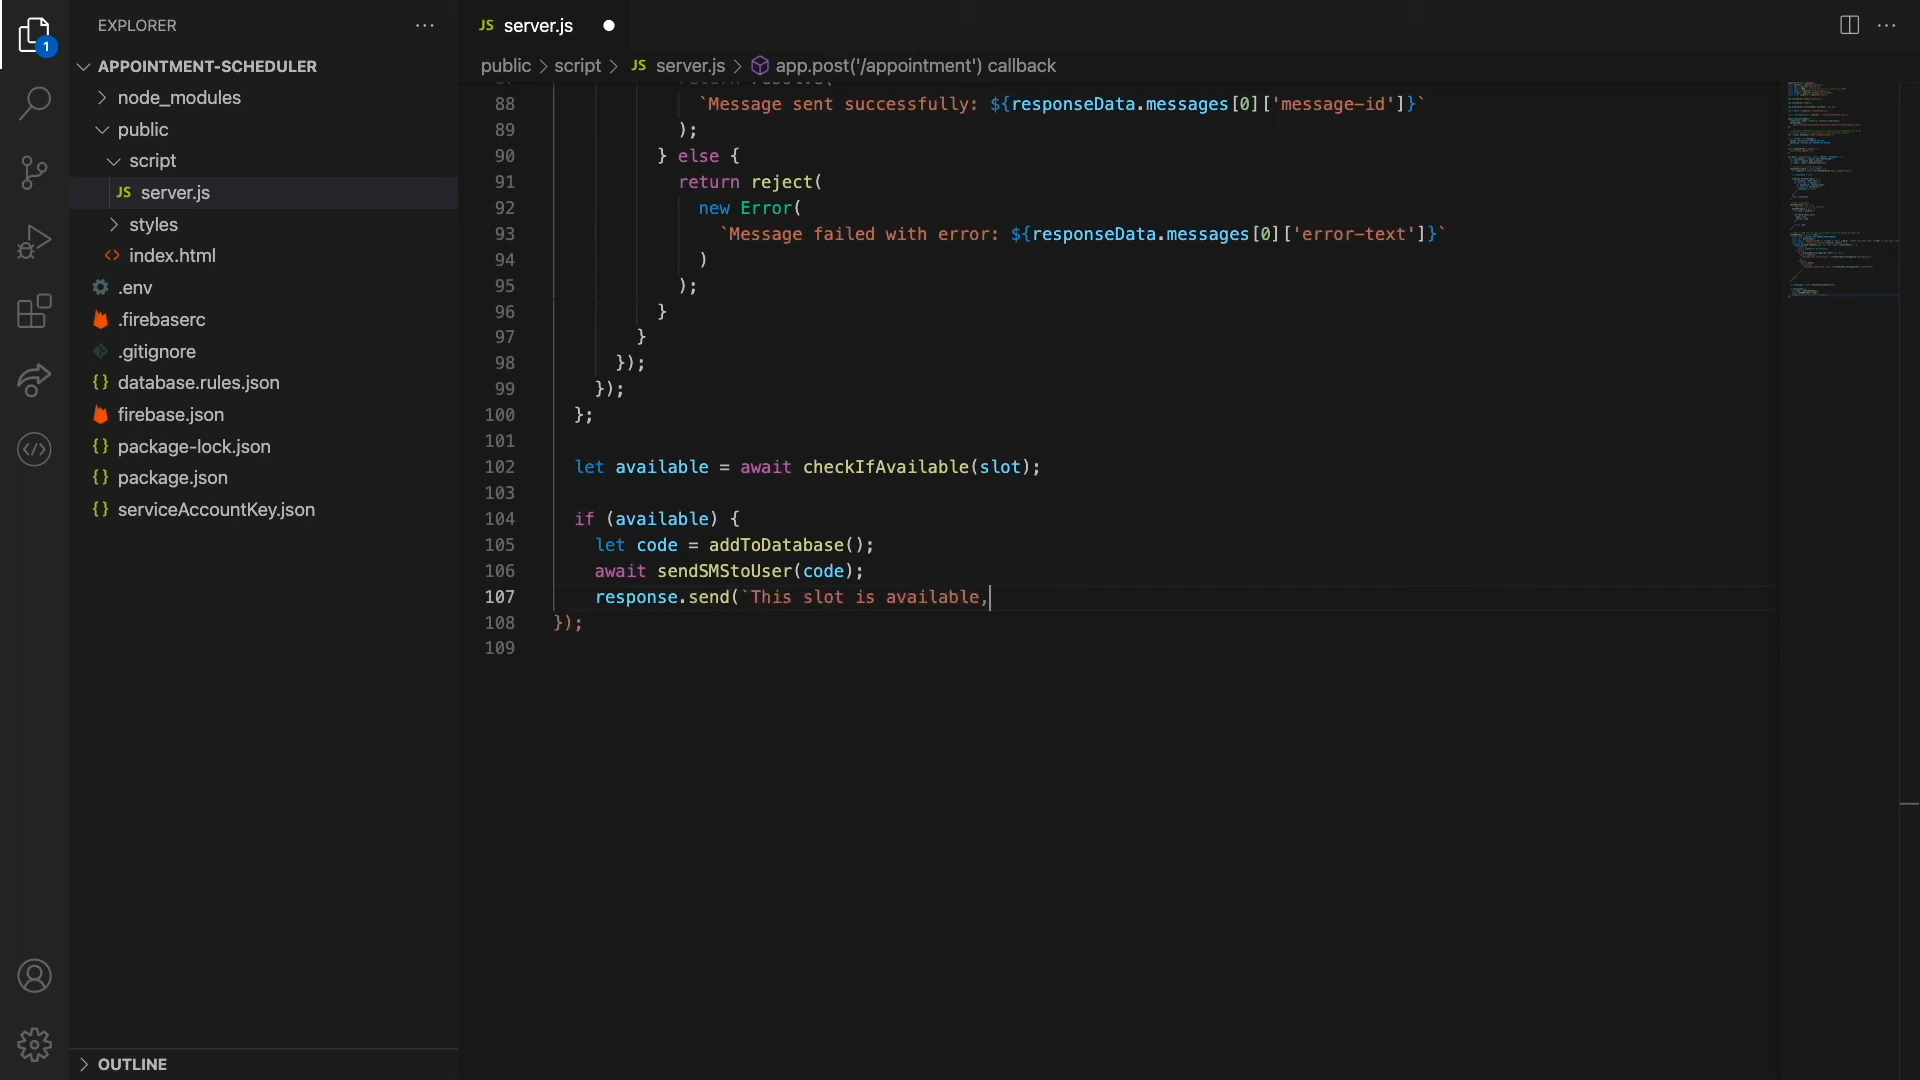 EXPLORER
JS server.js
1
APPOINTMENT-SCHEDULER
public > script > JS server.js > app.post('/appointment') callback
node_modules
public
script
JS server.js
styles
<> index.html
.env
.firebaserc
.gitignore
{} database.rules.json
firebase.json
{} package-lock.json
{} package.json
{} serviceAccountKey.json
OUTLINE
88 `Message sent successfully: ${responseData.messages[0]['message-id']}`
89 );
90 } else {
91 return reject(
92 new Error(
93 `Message failed with error: ${responseData.messages[0]['error-text']}`
94 )
95 );
96 }
97 }
98 });
99 });
100 };
101
102 let available = await checkIfAvailable(slot);
103
104 if (available) {
105 let code = addToDatabase();
106 await sendSMStoUser(code);
107 response.send(`This slot is available,
108 });
109